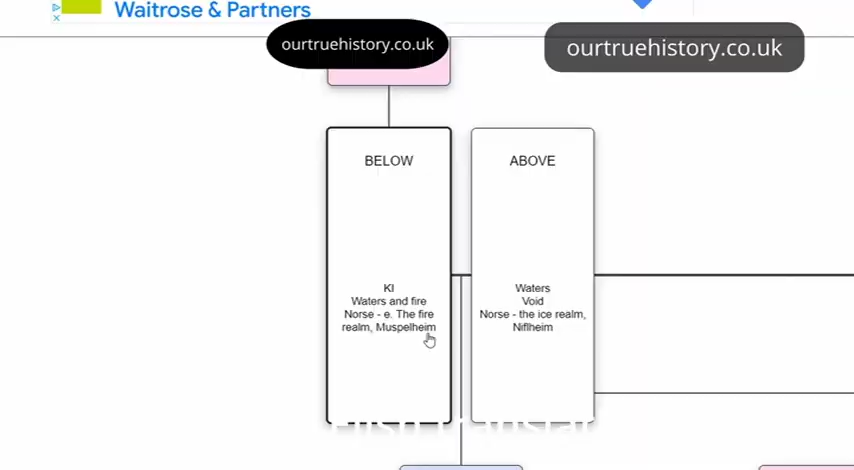 Waitrose & Partners
ourtruehistory.co.uk
ourtruehistory.co.uk
BELOW
ABOVE
KI
Waters and fire
Norse - e. The fire
realm, Muspelheim
Waters
Void
Norse - the ice realm,
Niflheim